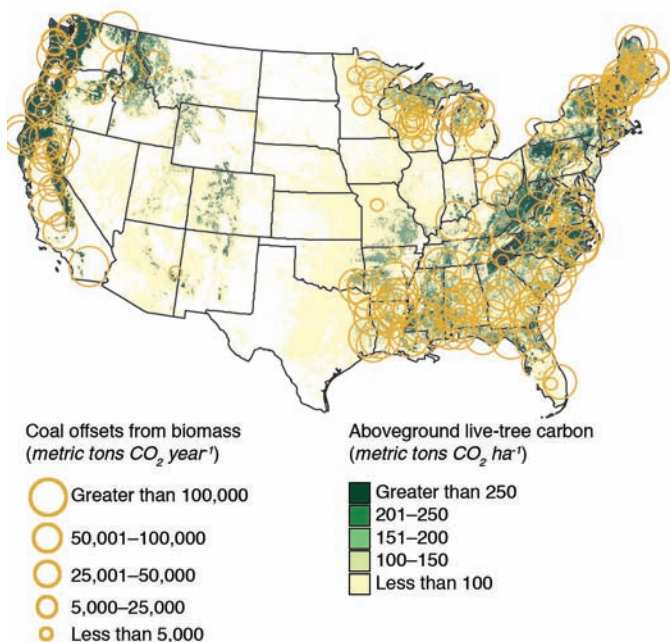 Coal offsets from biomass
(metric tons CO₂ year⁻¹)
Greater than 100,000
50,001–100,000
25,001–50,000
5,000–25,000
Less than 5,000
Aboveground live-tree carbon
(metric tons CO₂ ha⁻¹)
Greater than 250
201–250
151–200
100–150
Less than 100